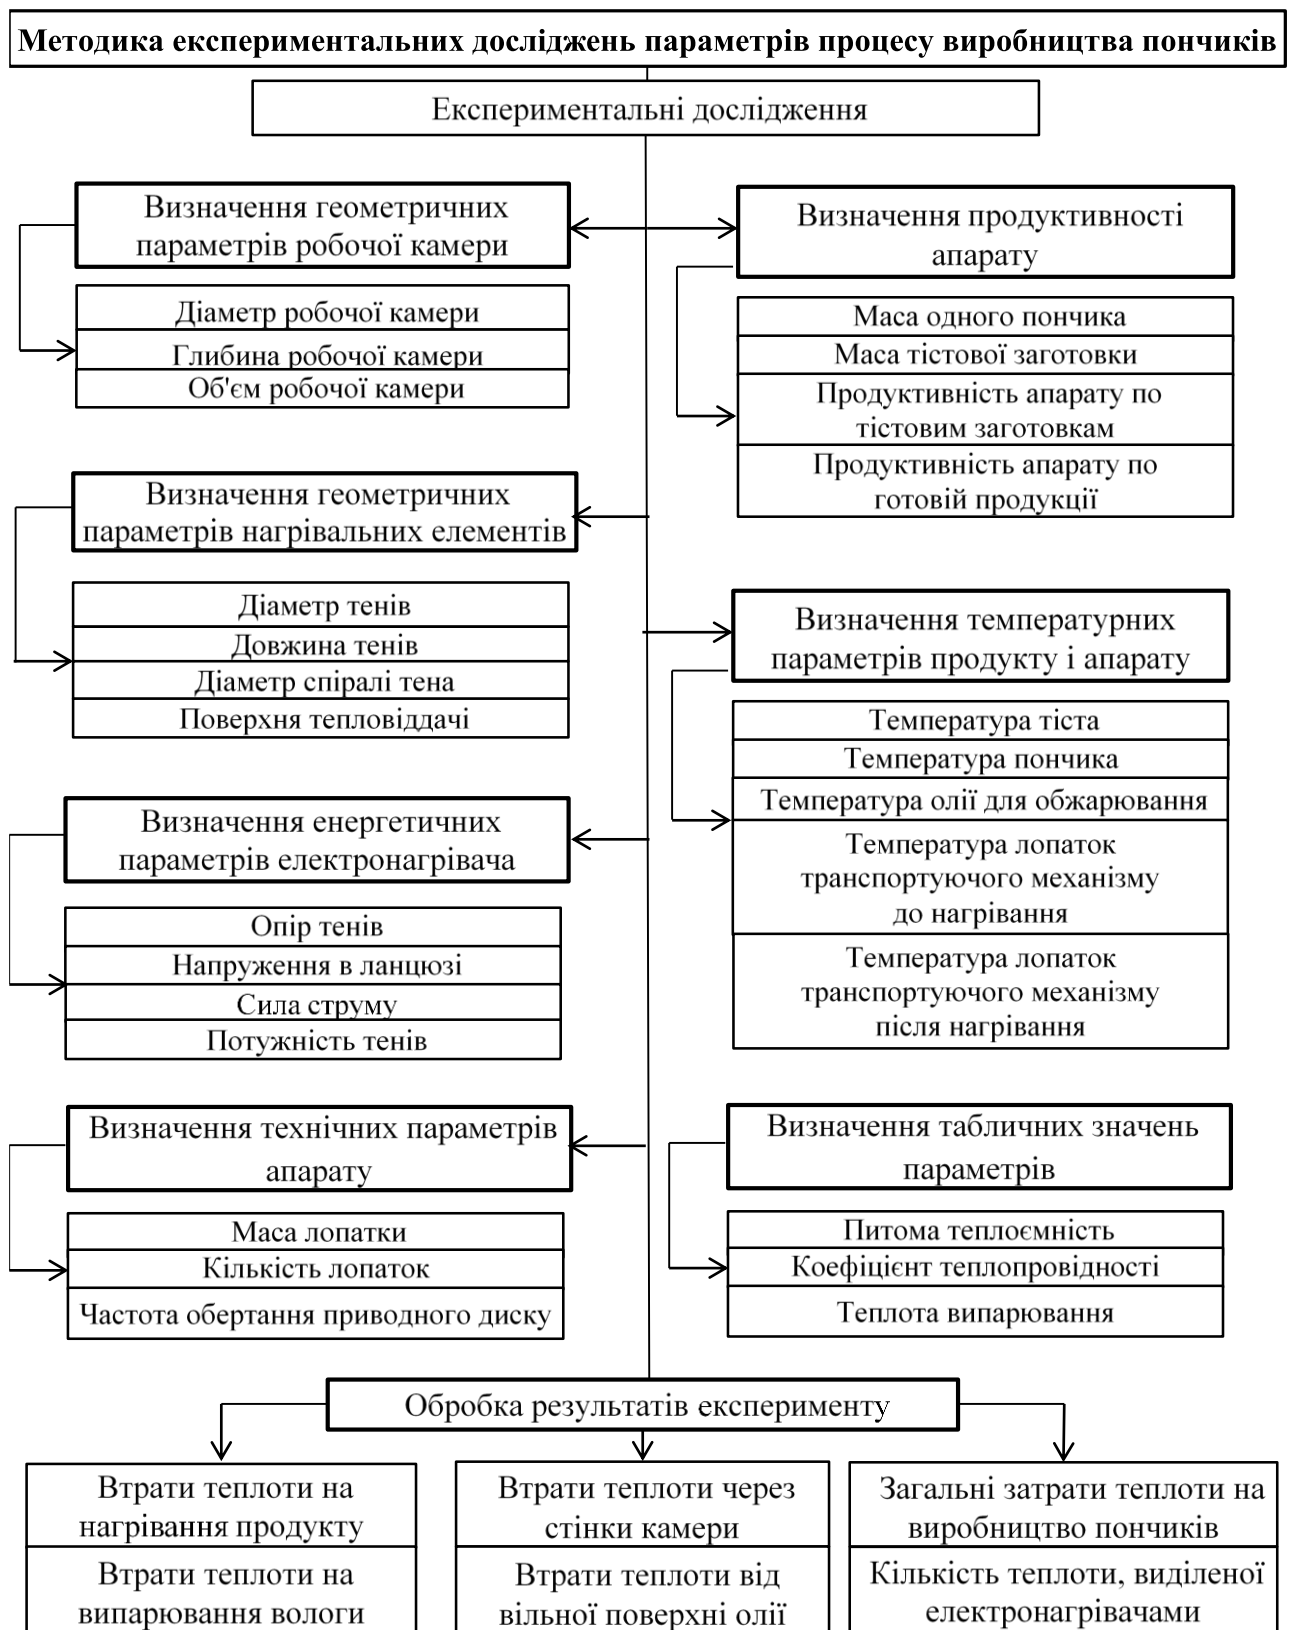 Методика експериментальних досліджень параметрів процесу виробництва пончиків
Експериментальні дослідження
Визначення геометричних
параметрів робочої камери
Діаметр робочої камери
Глибина робочої камери
Об'єм робочої камери
Визначення продуктивності
апарату
Маса одного пончика
Маса тістової заготовки
Продуктивність апарату по
тістовим заготовкам
Продуктивність апарату по
готовій продукції
Визначення геометричних
параметрів нагрівальних елементів
Діаметр тенів
Довжина тенів
Діаметр спіралі тена
Поверхня тепловіддачі
Визначення температурних
параметрів продукту і апарату
Температура тіста
Температура пончика
Температура олії для обжарювання
Температура лопаток
транспортуючого механізму
до нагрівання
Температура лопаток
транспортуючого механізму
після нагрівання
Визначення енергетичних
параметрів електронагрівача
Опір тенів
Напруження в ланцюзі
Сила струму
Потужність тенів
Визначення технічних параметрів
апарату
Маса лопатки
Кількість лопаток
Частота обертання приводного диску
Визначення табличних значень
параметрів
Питома теплоємність
Коефіцієнт теплопровідності
Теплота випарювання
Обробка результатів експерименту
Втрати теплоти на
нагрівання продукту
Втрати теплоти на
випарювання вологи
Втрати теплоти через
стінки камери
Втрати теплоти від
вільної поверхні олії
Загальні затрати теплоти на
виробництво пончиків
Кількість теплоти, виділеної
електронагрівачами